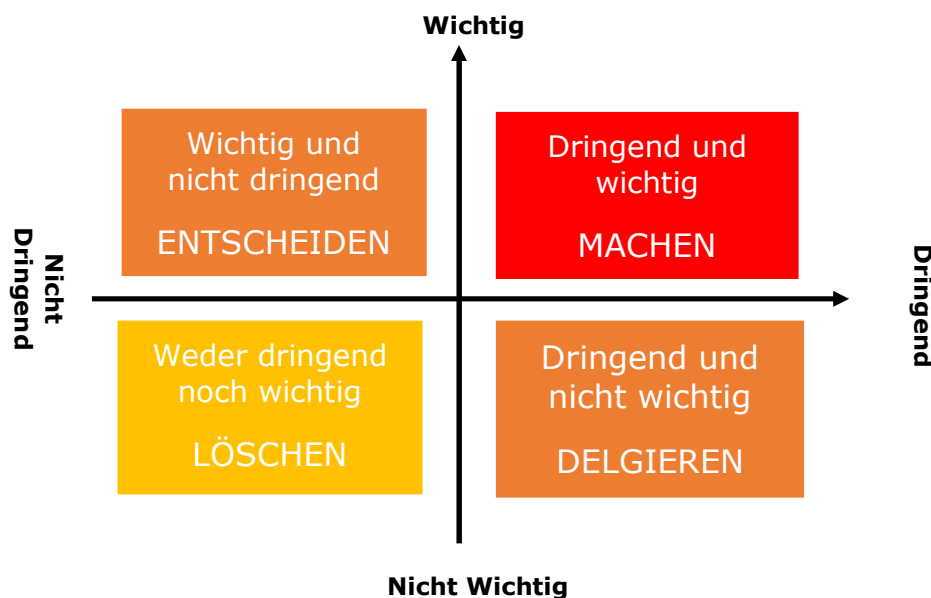 Wichtig
Wichtig und
nicht dringend
ENTSCHEIDEN
Dringend und
wichtig
MACHEN
Nicht
Dringend
Dringend
Weder dringend
noch wichtig
LÖSCHEN
Dringend und
nicht wichtig
DELGIEREN
Nicht Wichtig